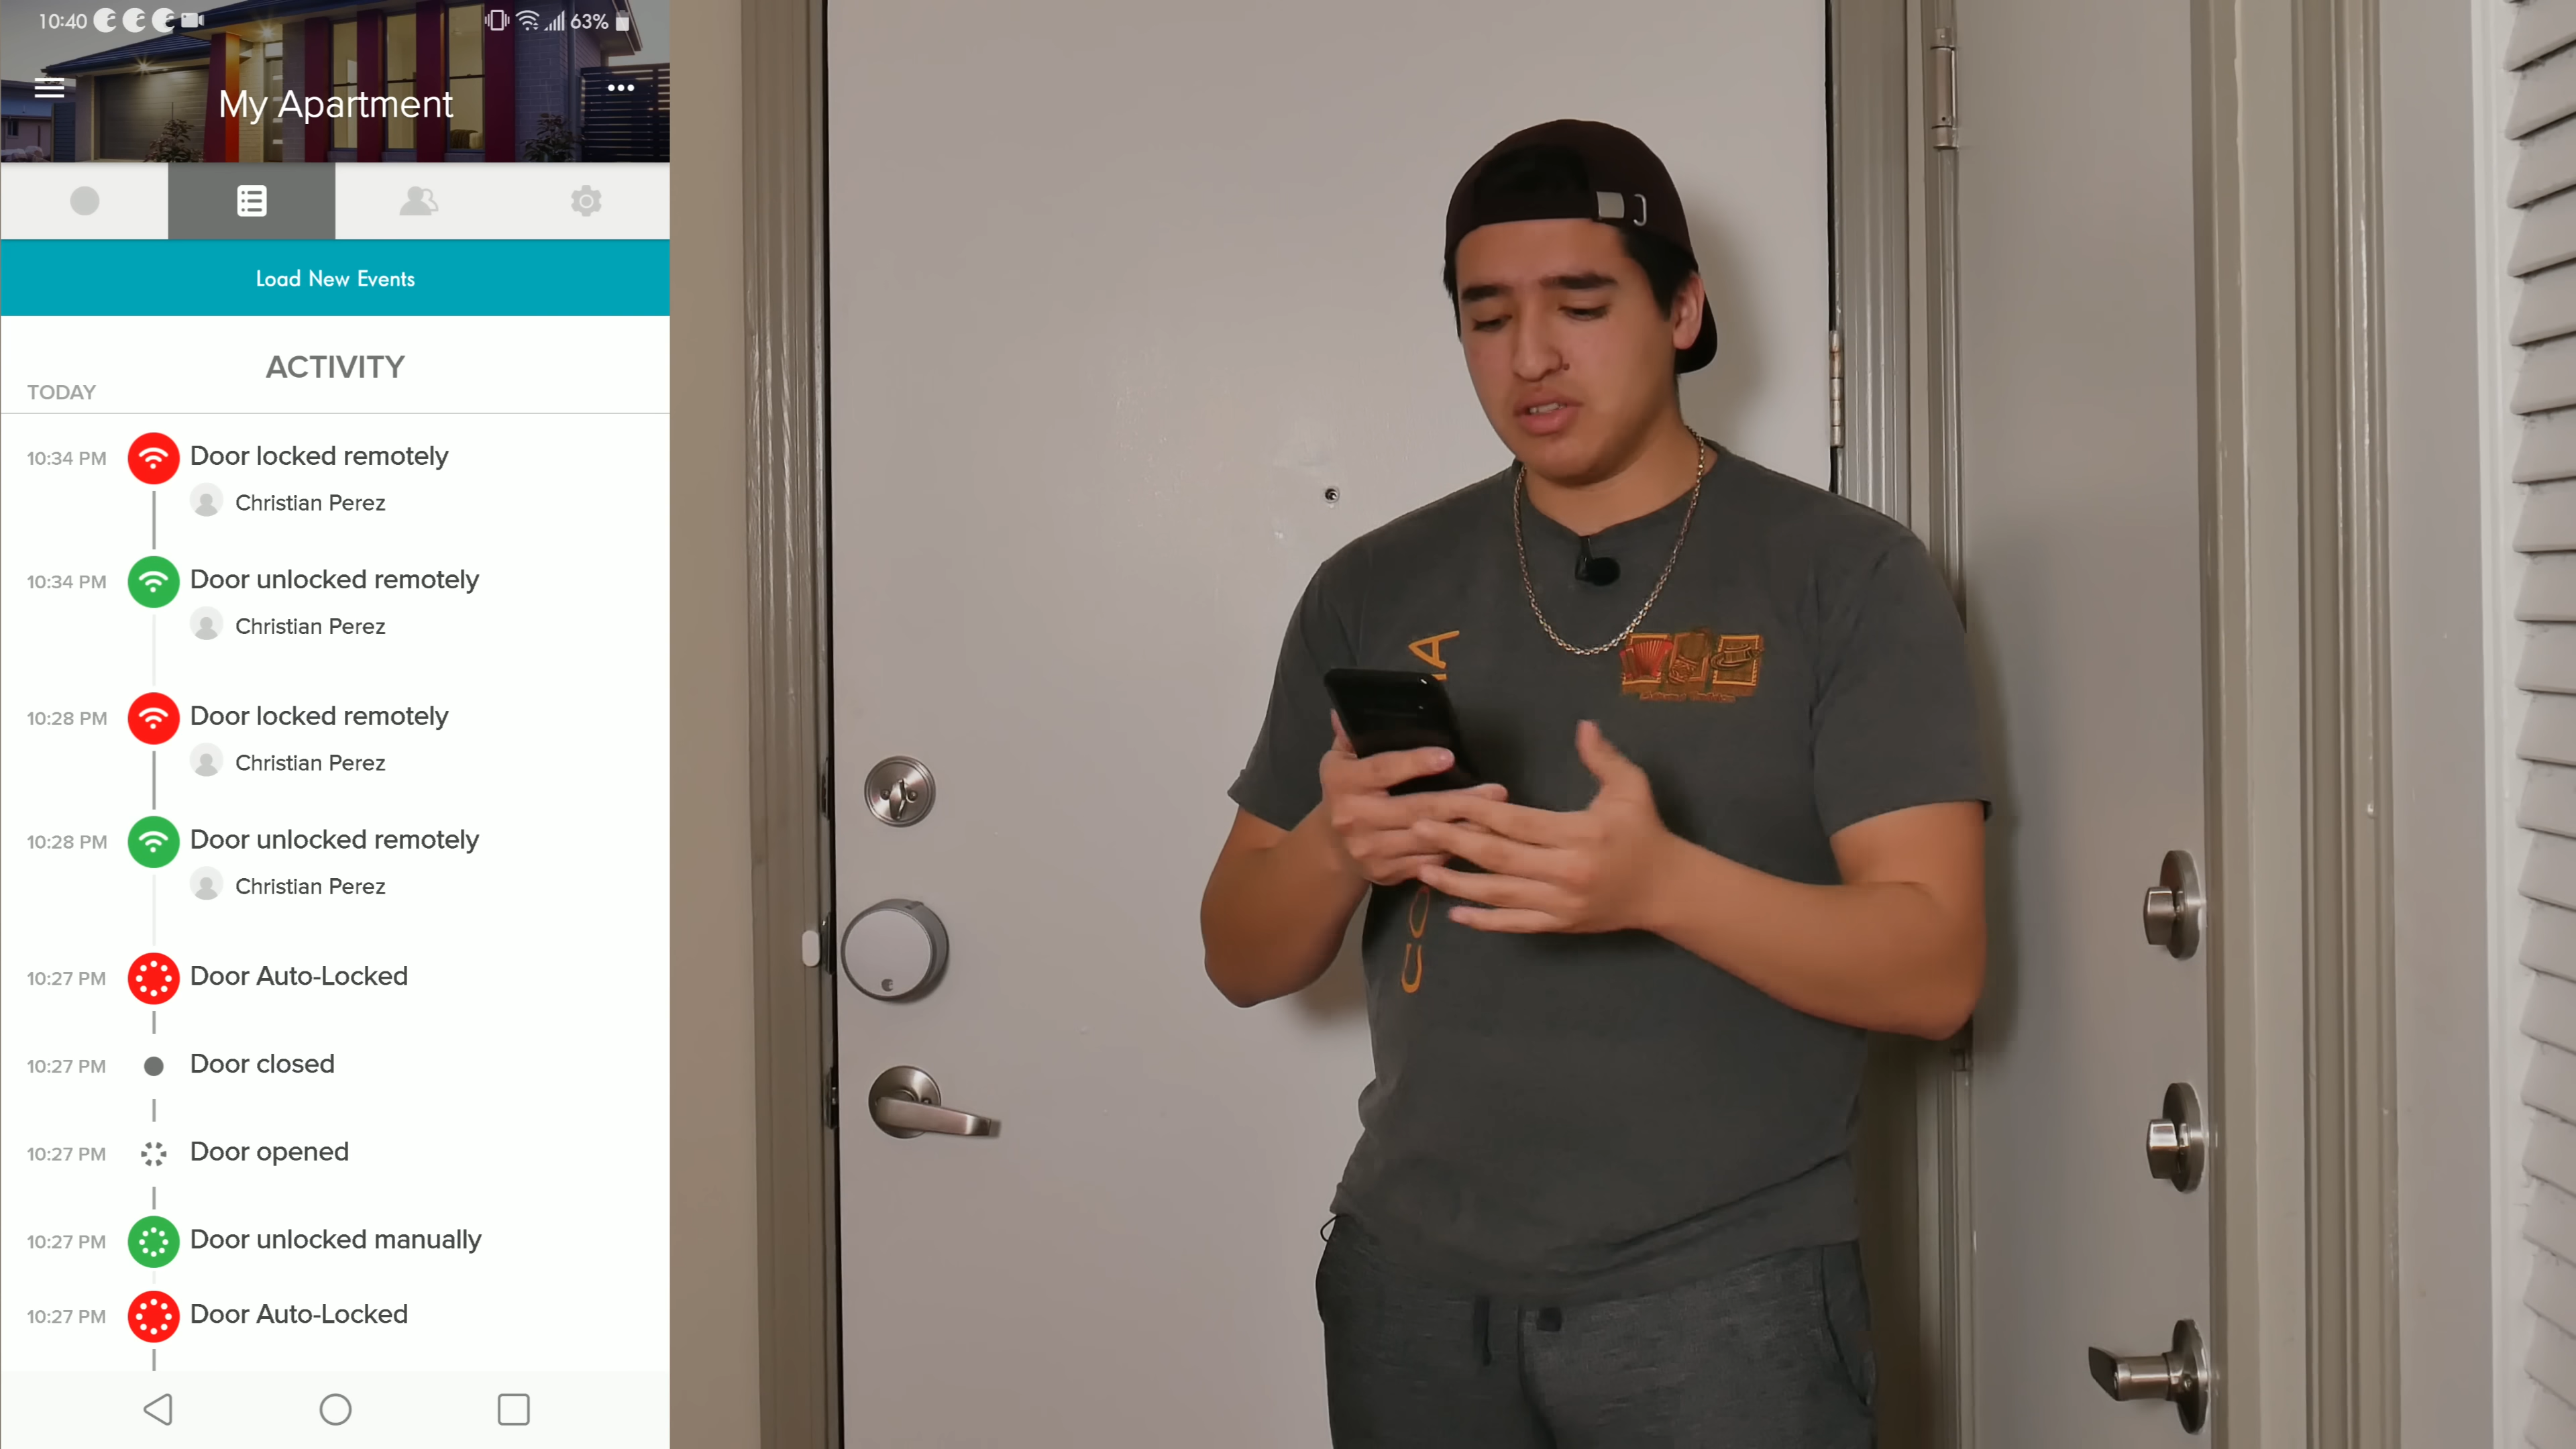 10:40
63%
My Apartment
Load New Events
ACTIVITY
TODAY
10:34 PM Door locked remotely
Christian Perez
10:34 PM Door unlocked remotely
Christian Perez
10:28 PM Door locked remotely
Christian Perez
10:28 PM Door unlocked remotely
Christian Perez
10:27 PM Door Auto-Locked
10:27 PM Door closed
10:27 PM Door opened
10:27 PM Door unlocked manually
10:27 PM Door Auto-Locked